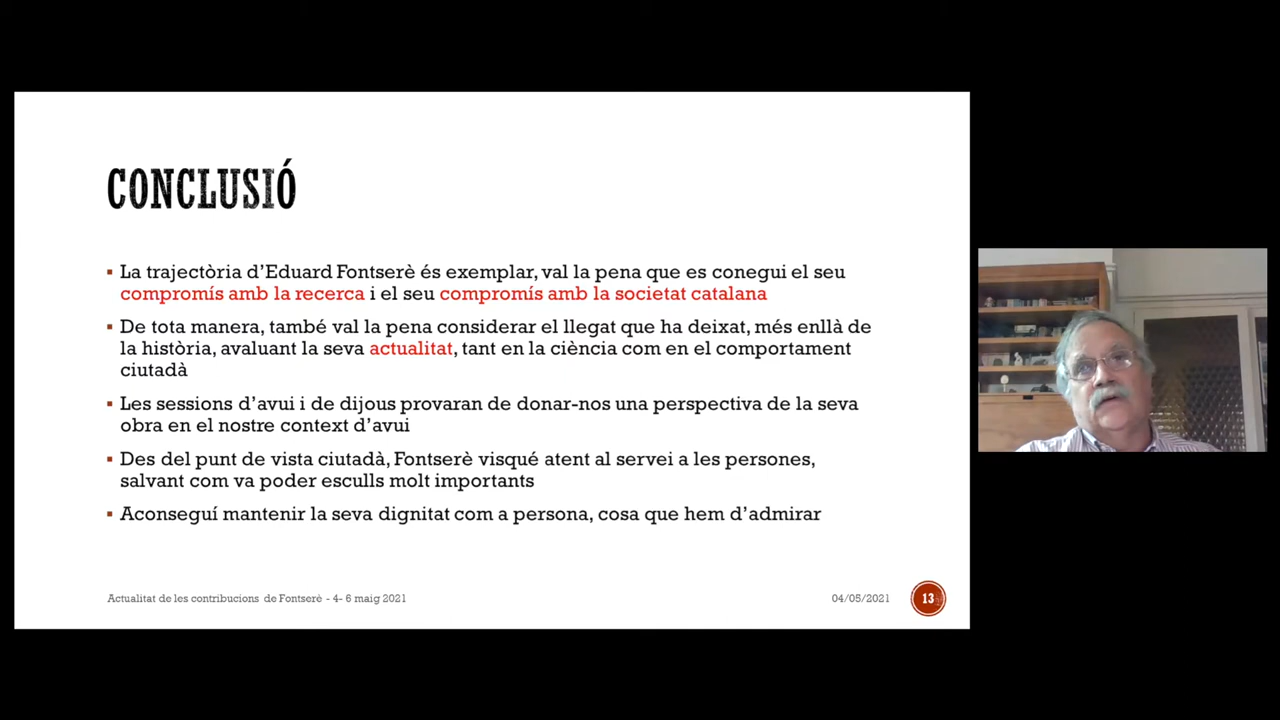 CONCLUSIÓ
▪ La trajectòria d’Eduard Fontserè és exemplar, val la pena que es conegui el seu
compromís amb la recerca i el seu compromís amb la societat catalana
▪ De tota manera, també val la pena considerar el llegat que ha deixat, més enllà de
la història, avaluant la seva actualitat, tant en la ciència com en el comportament
ciutadà
▪ Les sessions d’avui i de dijous provaran de donar-nos una perspectiva de la seva
obra en el nostre context d’avui
▪ Des del punt de vista ciutadà, Fontserè visqué atent al servei a les persones,
salvant com va poder esculls molt importants
▪ Aconseguí mantenir la seva dignitat com a persona, cosa que hem d’admirar
Actualitat de les contribucions de Fontserè - 4- 6 maig 2021
04/05/2021
13